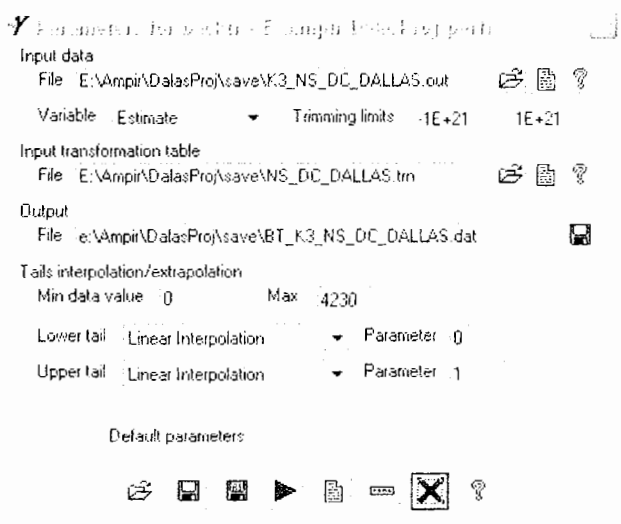 Input data
File E:\Ampir\DalasProj\save\K3_NS_DC_DALLAS.out
Variable Estimate Trimming limits -1E+21 1E+21
Input transformation table
File E:\Ampir\DalasProj\save\NS_DC_DALLAS.trn
Output
File e:\Ampir\DalasProj\save\BT_K3_NS_DC_DALLAS.dat
Tails interpolation/extrapolation
Min data value 0 Max 4230
Lower tail Linear Interpolation Parameter 0
Upper tail Linear Interpolation Parameter 1
Default parameters